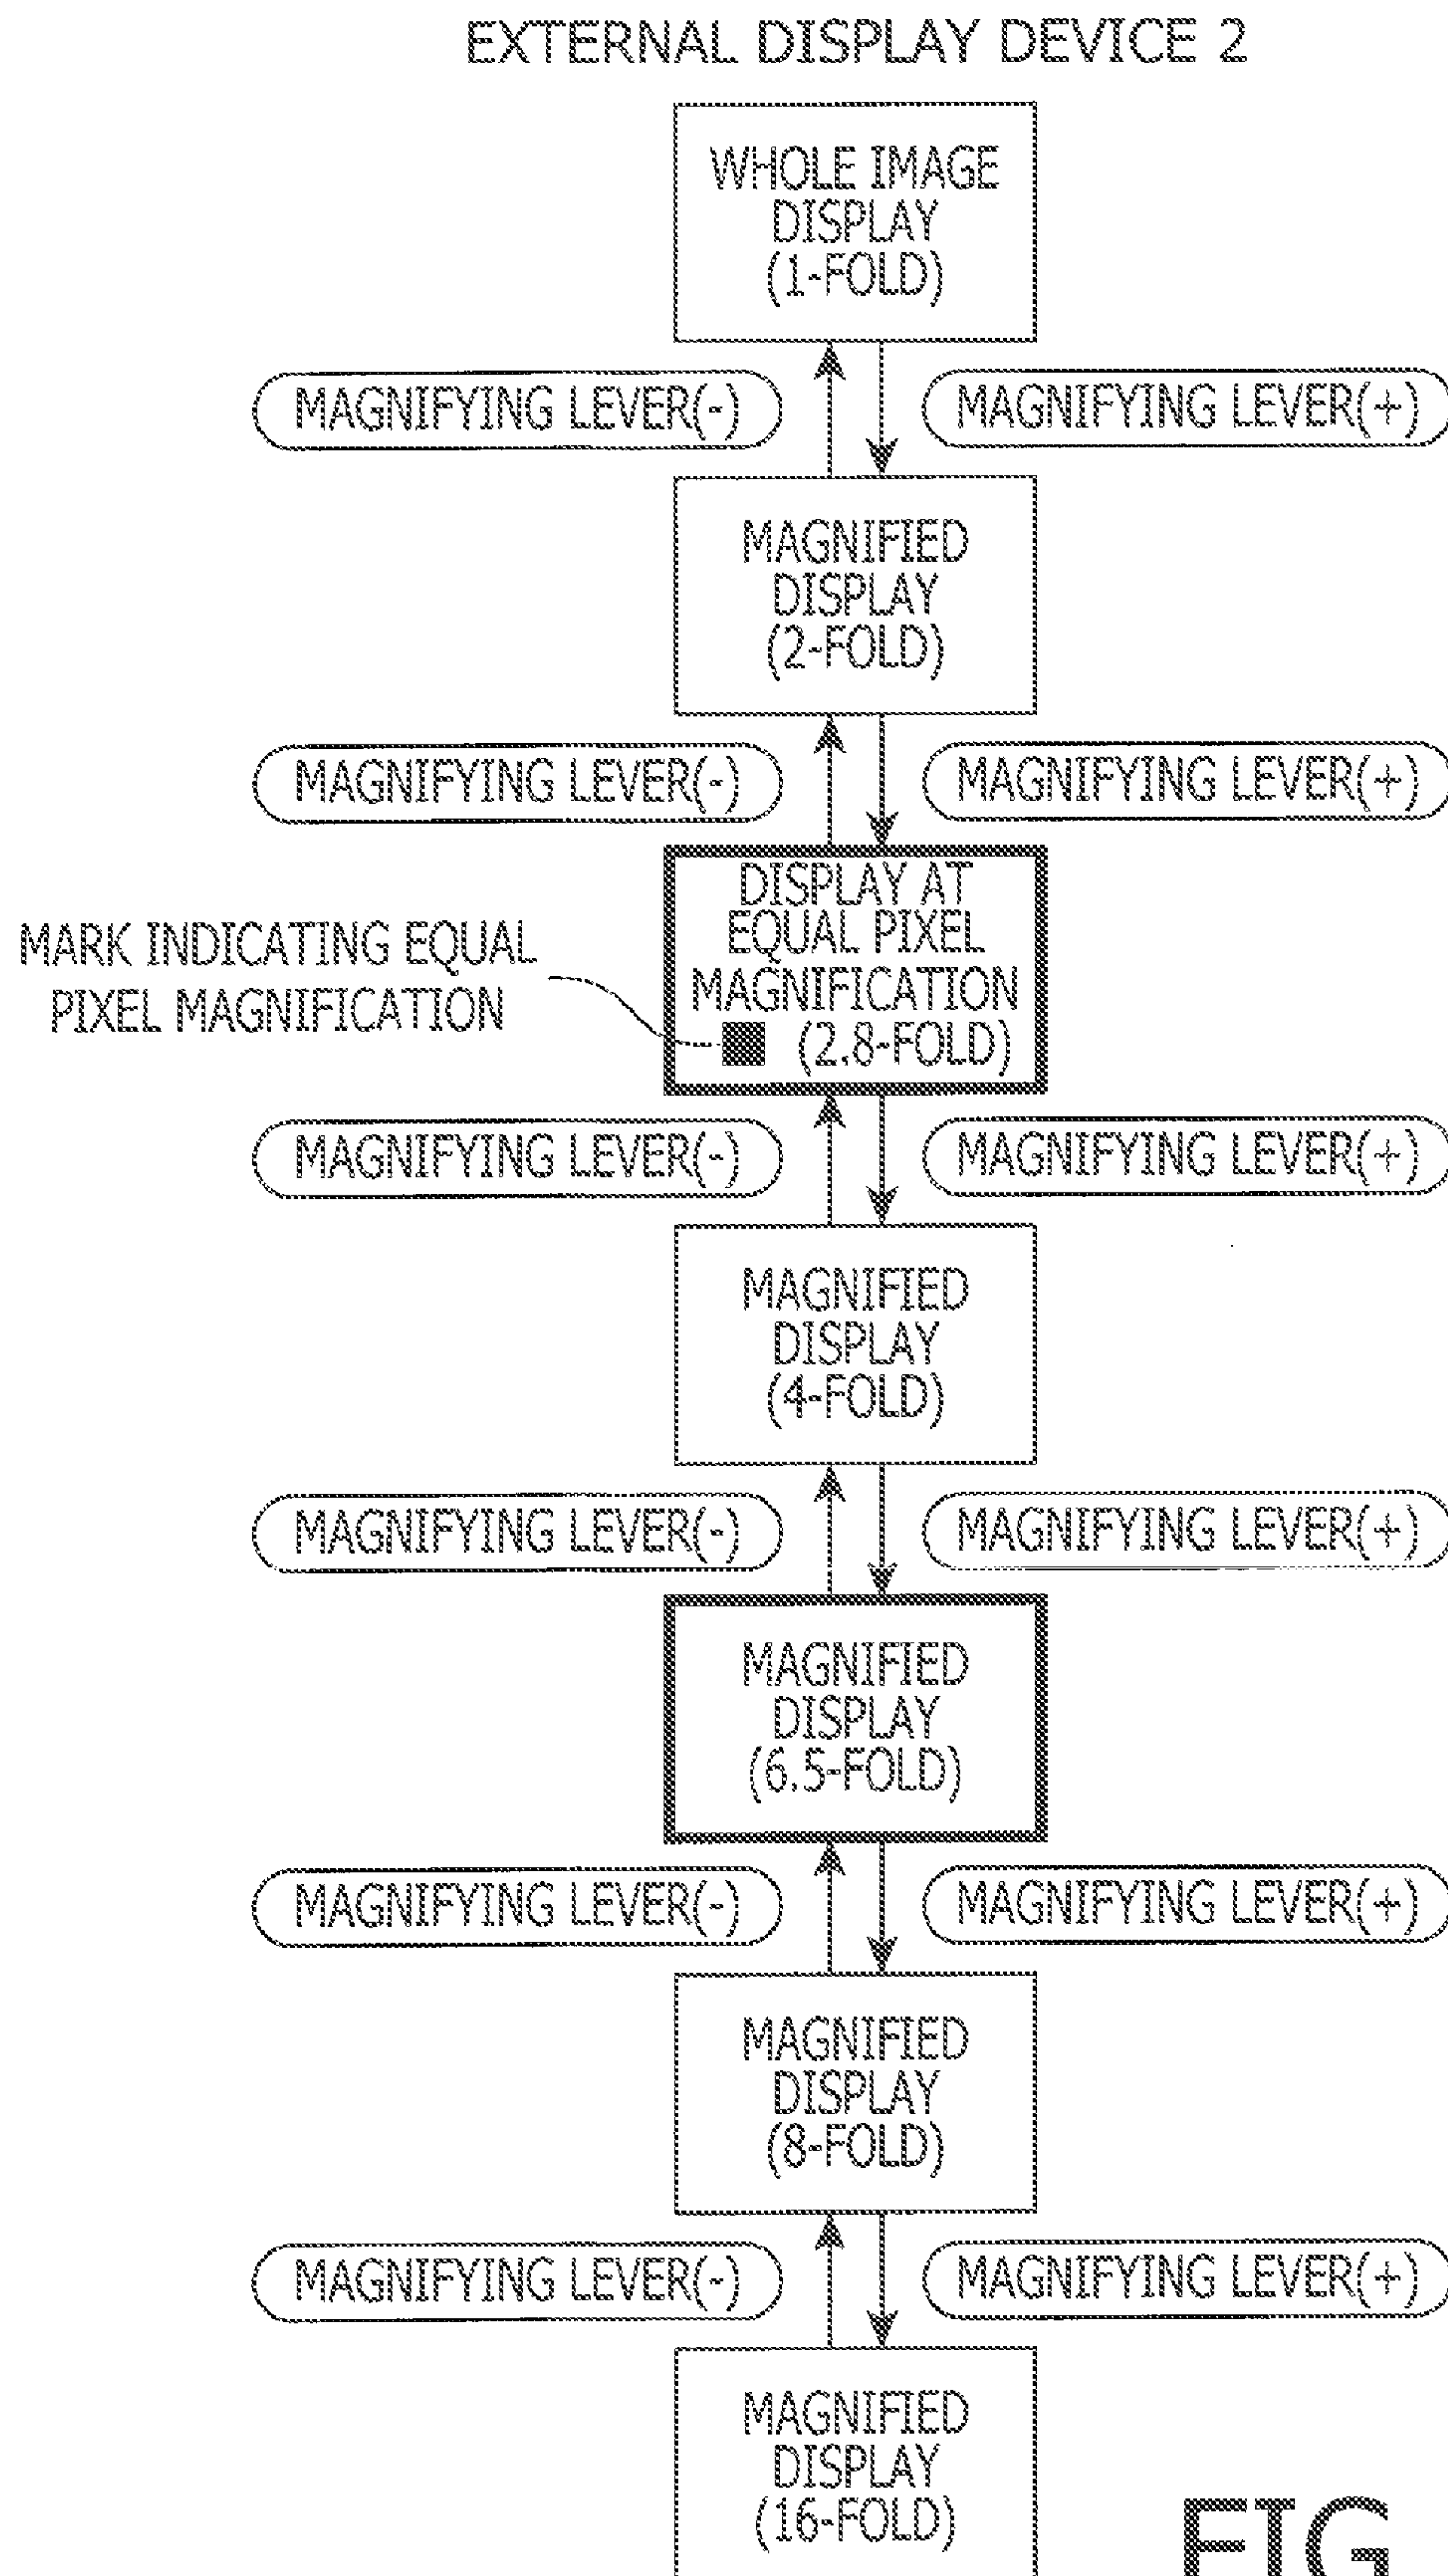 EXTERNAL DISPLAY DEVICE 2
WHOLE IMAGE
DISPLAY
(1-FOLD)
MAGNIFYING LEVER(-)
MAGNIFYING LEVER(+)
MAGNIFIED
DISPLAY
(2-FOLD)
MAGNIFYING LEVER(-)
MAGNIFYING LEVER(+)
MARK INDICATING EQUAL
PIXEL MAGNIFICATION
DISPLAY AT
EQUAL PIXEL
MAGNIFICATION
(2.8-FOLD)
MAGNIFYING LEVER(-)
MAGNIFYING LEVER(+)
MAGNIFIED
DISPLAY
(4-FOLD)
MAGNIFYING LEVER(-)
MAGNIFYING LEVER(+)
MAGNIFIED
DISPLAY
(6.5-FOLD)
MAGNIFYING LEVER(-)
MAGNIFYING LEVER(+)
MAGNIFIED
DISPLAY
(8-FOLD)
MAGNIFYING LEVER(-)
MAGNIFYING LEVER(+)
MAGNIFIED
DISPLAY
(16-FOLD)
FIG